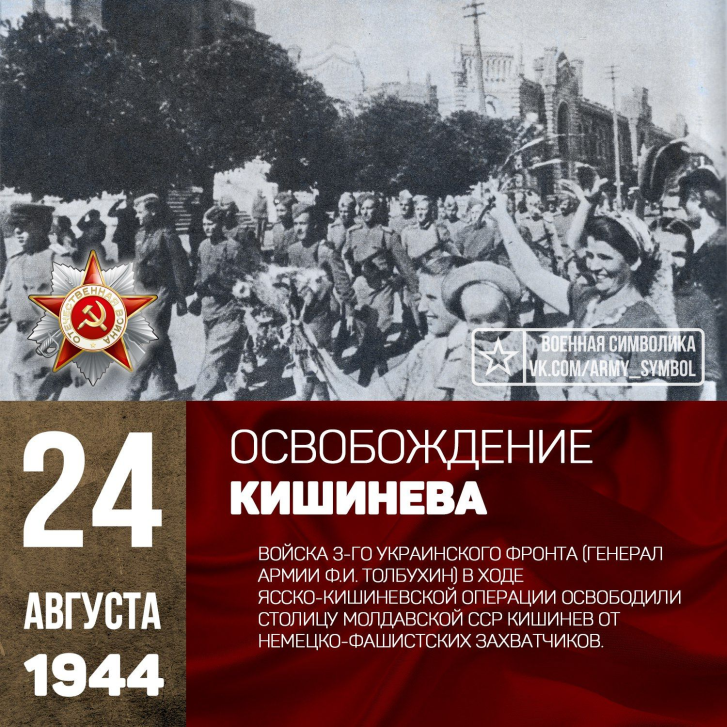 ОТЕЧЕСТВЕННАЯ ВОЙНА
ВОЕННАЯ СИМВОЛИКА
VK.COM/ARMY_SYMBOL
24
АВГУСТА
1944
ОСВОБОЖДЕНИЕ
КИШИНЕВА
ВОЙСКА 3-ГО УКРАИНСКОГО ФРОНТА (ГЕНЕРАЛ
АРМИИ Ф.И. ТОЛБУХИН) В ХОДЕ
ЯССКО-КИШИНЕВСКОЙ ОПЕРАЦИИ ОСВОБОДИЛИ
СТОЛИЦУ МОЛДАВСКОЙ ССР КИШИНЕВ ОТ
НЕМЕЦКО-ФАШИСТСКИХ ЗАХВАТЧИКОВ.